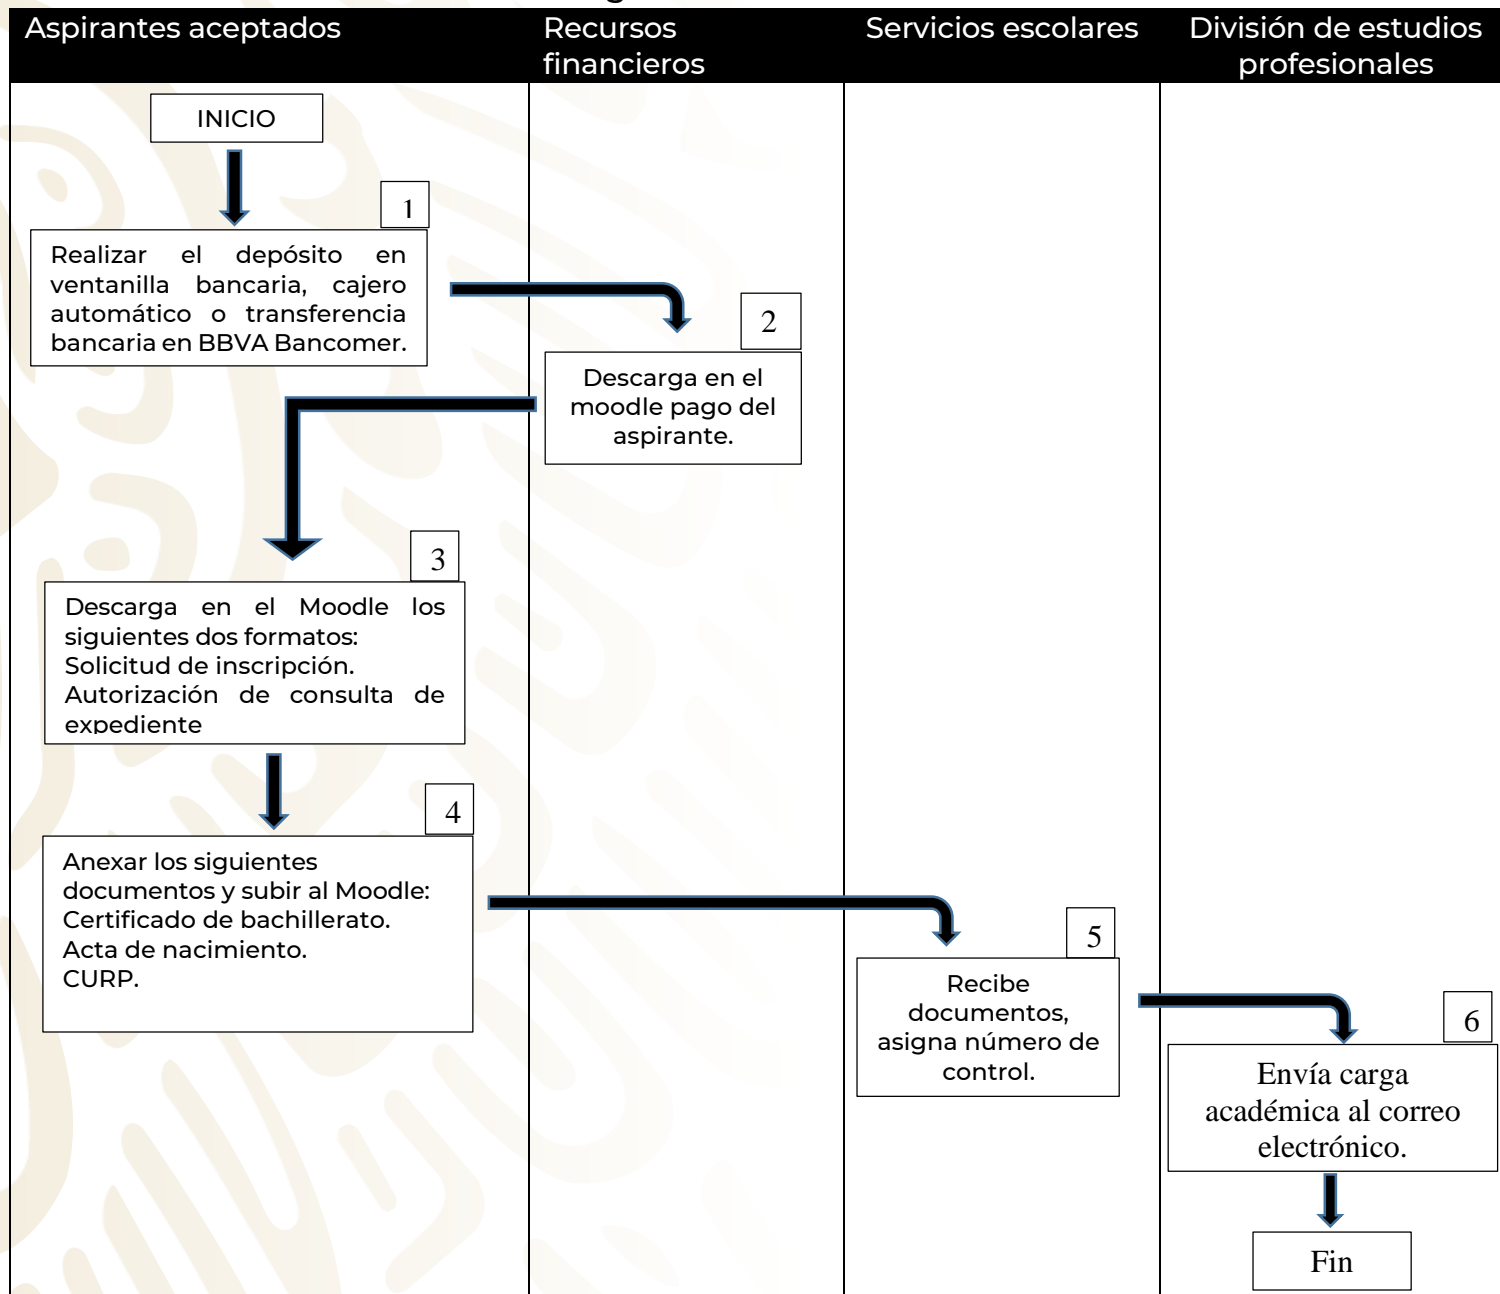 Aspirantes aceptados
Recursos
financieros
Servicios escolares
División de estudios
profesionales
INICIO
1
Realizar el depósito en
ventanilla bancaria, cajero
automático o transferencia
bancaria en BBVA Bancomer.
2
Descarga en el
moodle pago del
aspirante.
3
Descarga en el Moodle los
siguientes dos formatos:
Solicitud de inscripción.
Autorización de consulta de
expediente
4
Anexar los siguientes
documentos y subir al Moodle:
Certificado de bachillerato.
Acta de nacimiento.
CURP.
5
Recibe
documentos,
asigna número de
control.
6
Envía carga
académica al correo
electrónico.
Fin